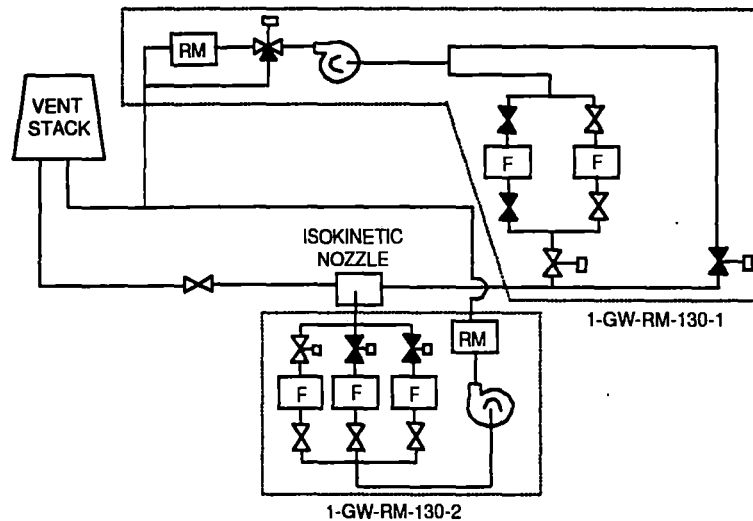 RM
VENT
STACK
F
F
ISOKINETIC
NOZZLE
1-GW-RM-130-1
RM
F
F
F
1-GW-RM-130-2